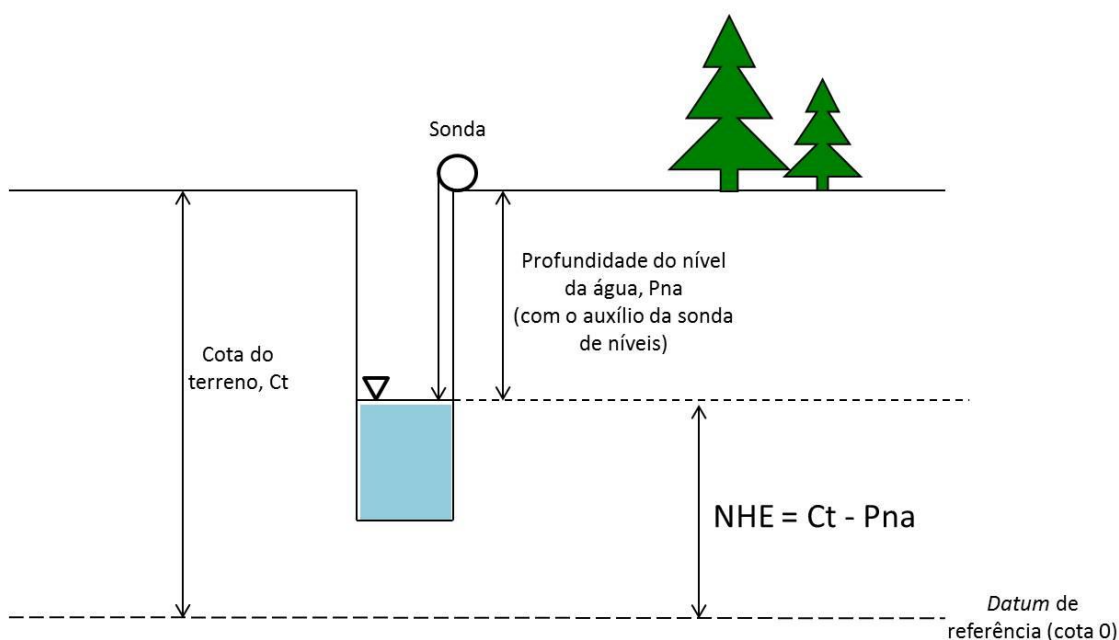 Sonda
Profundidade do nível
da água, Pna
(com o auxílio da sonda
de níveis)
Cota do
terreno, Ct
NHE = Ct - Pna
Datum de
referência (cota 0)